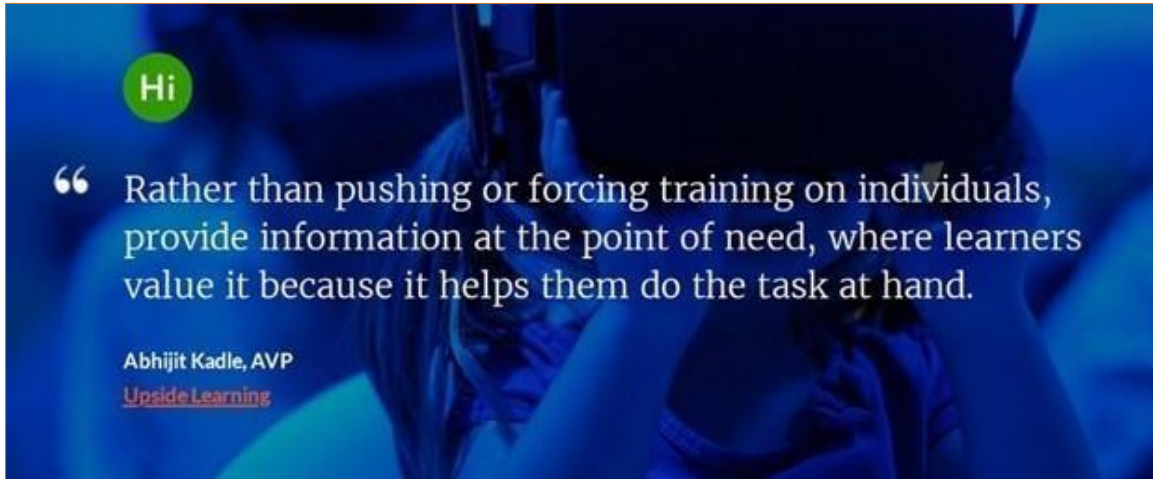 Hi
“ Rather than pushing or forcing training on individuals,
provide information at the point of need, where learners
value it because it helps them do the task at hand.
Abhijit Kadle, AVP
Upside Learning